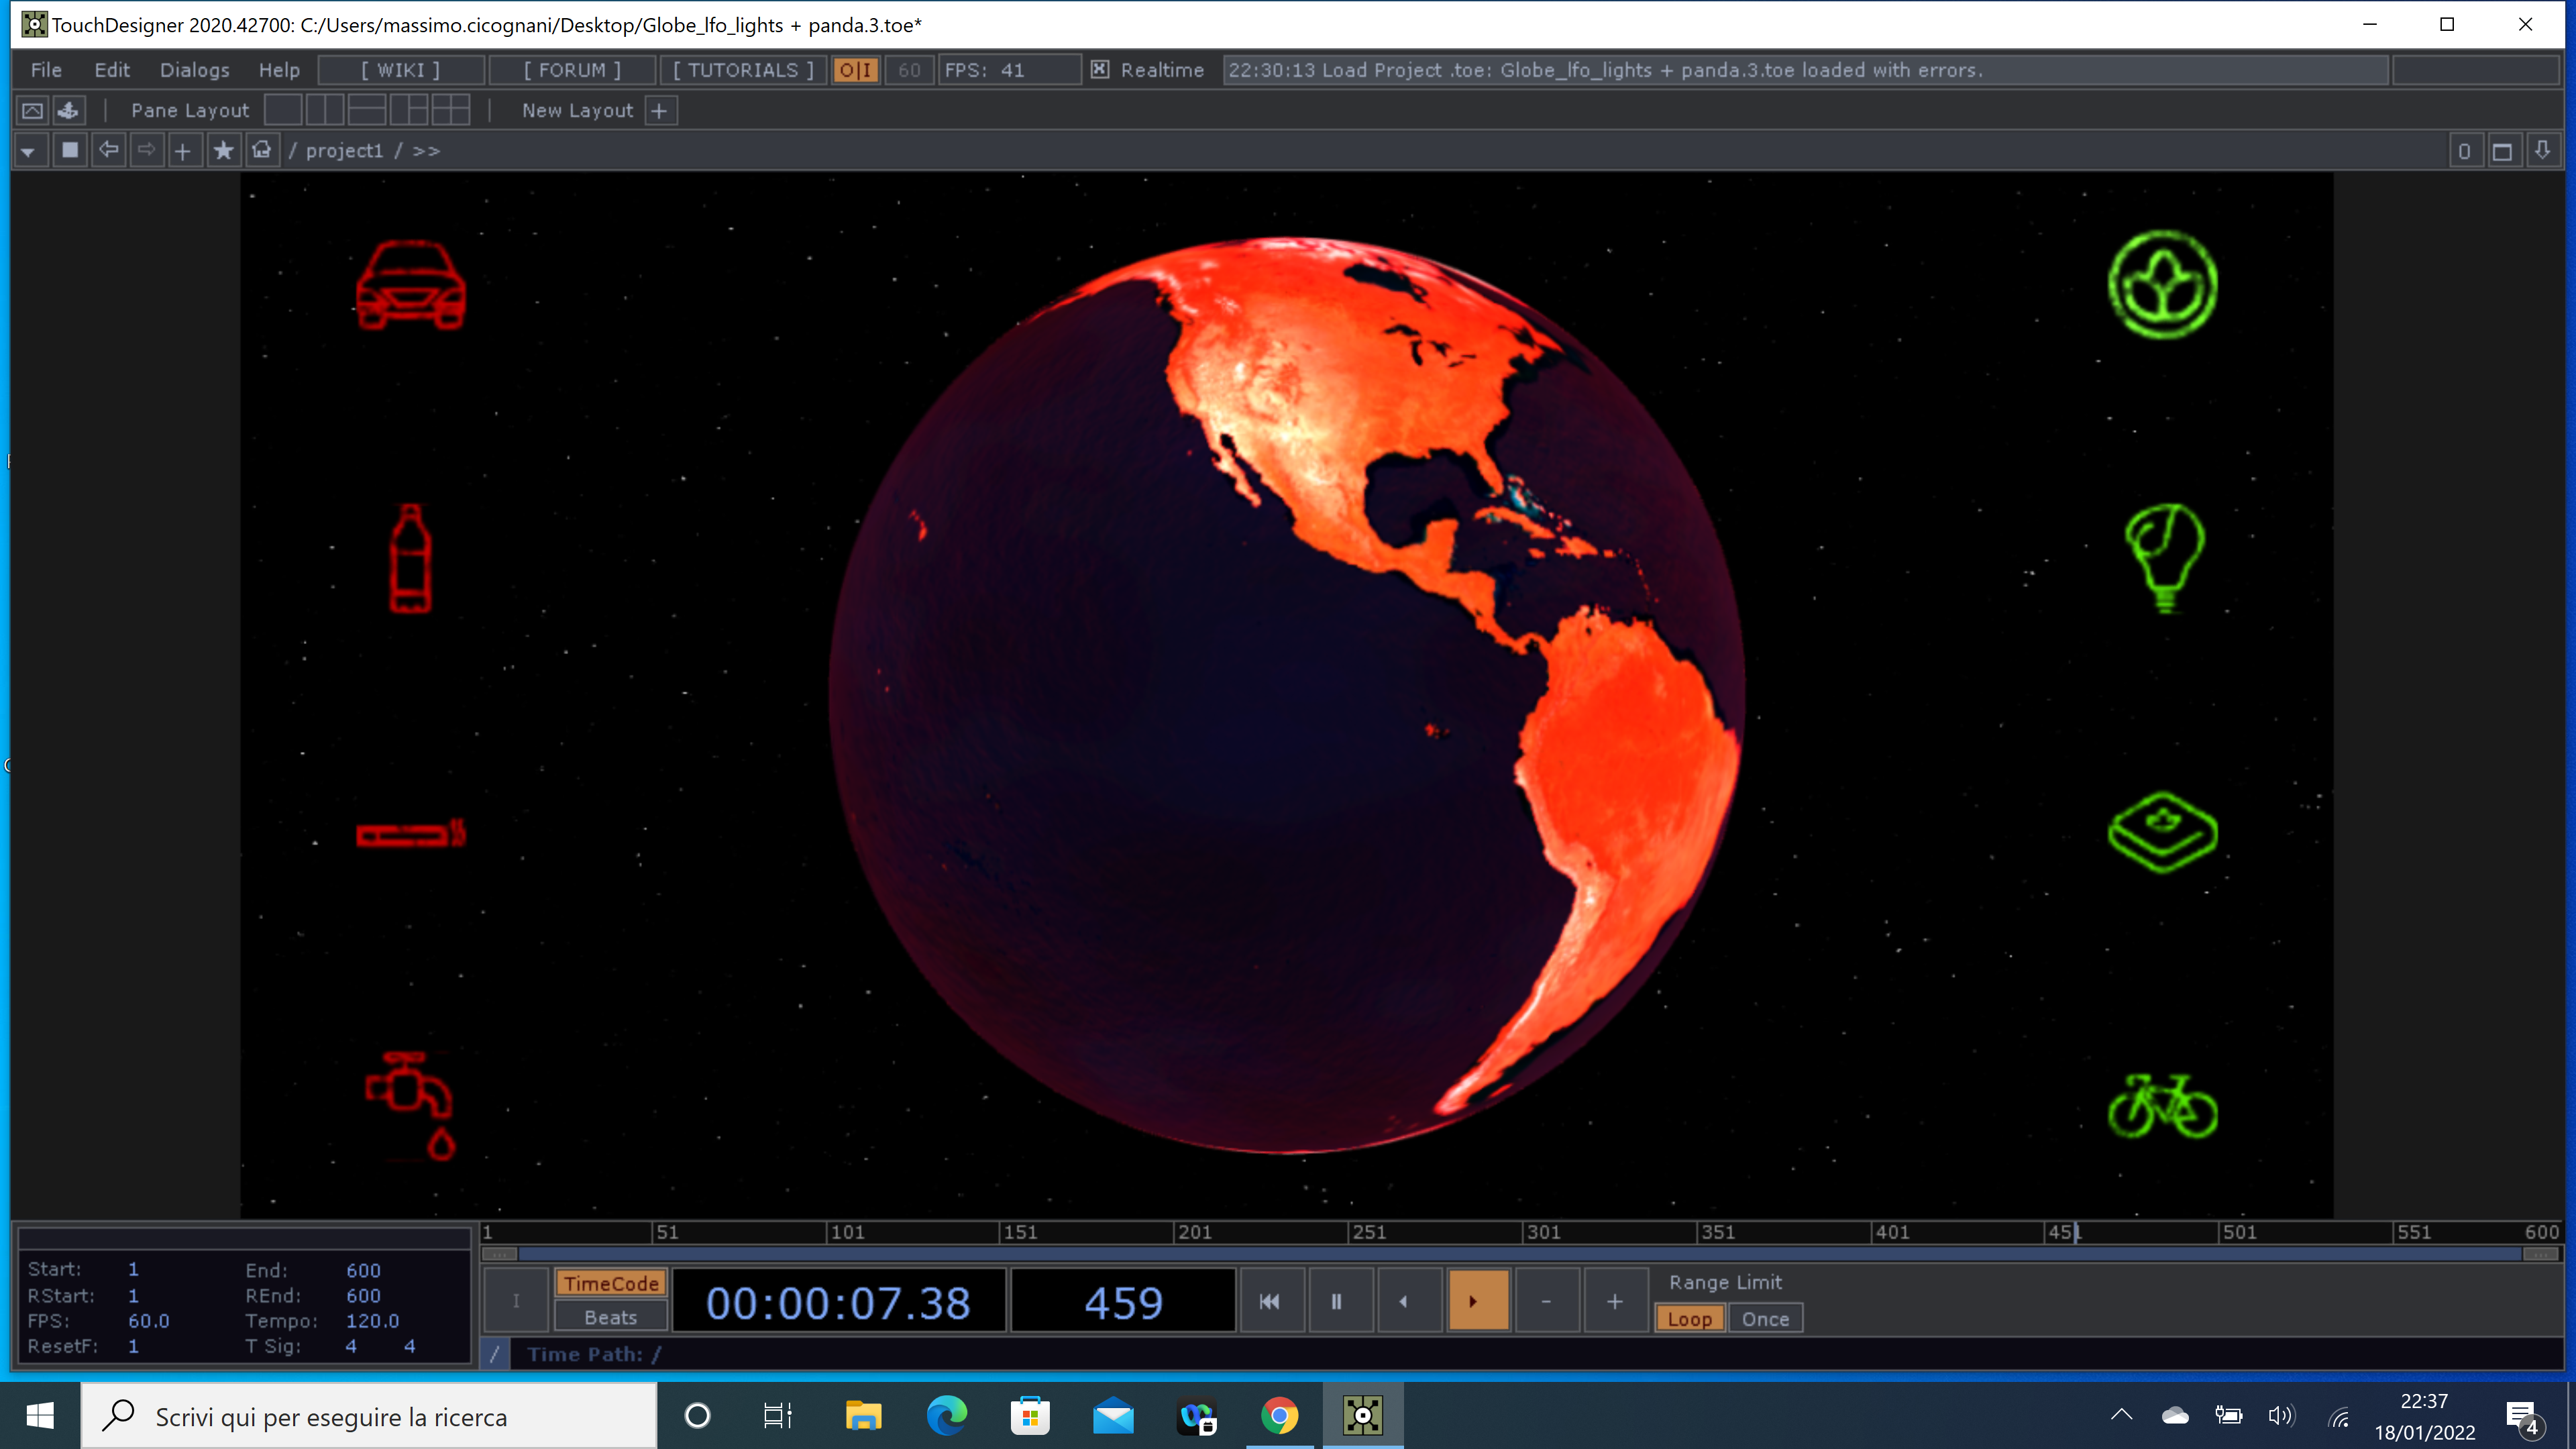 TouchDesigner 2020.42700: C:/Users/massimo.cicognani/Desktop/Globe_lfo_lights + panda.3.toe*
File Edit Dialogs Help [ WIKI ] [ FORUM ] [ TUTORIALS ] O|I 60 FPS: 41 Realtime 22:30:13 Load Project .toe: Globe_lfo_lights + panda.3.toe loaded with errors.
Pane Layout New Layout +
/ project1 / >> 0
1 51 101 151 201 251 301 351 401 451 501 551 600
Start: 1 End: 600
RStart: 1 REnd: 600
FPS: 60.0 Tempo: 120.0
ResetF: 1 T Sig: 4 4
I TimeCode Beats 00:00:07.38 459 - + Range Limit
Loop Once
/ Time Path: /
Scrivi qui per eseguire la ricerca
22:37
18/01/2022
4